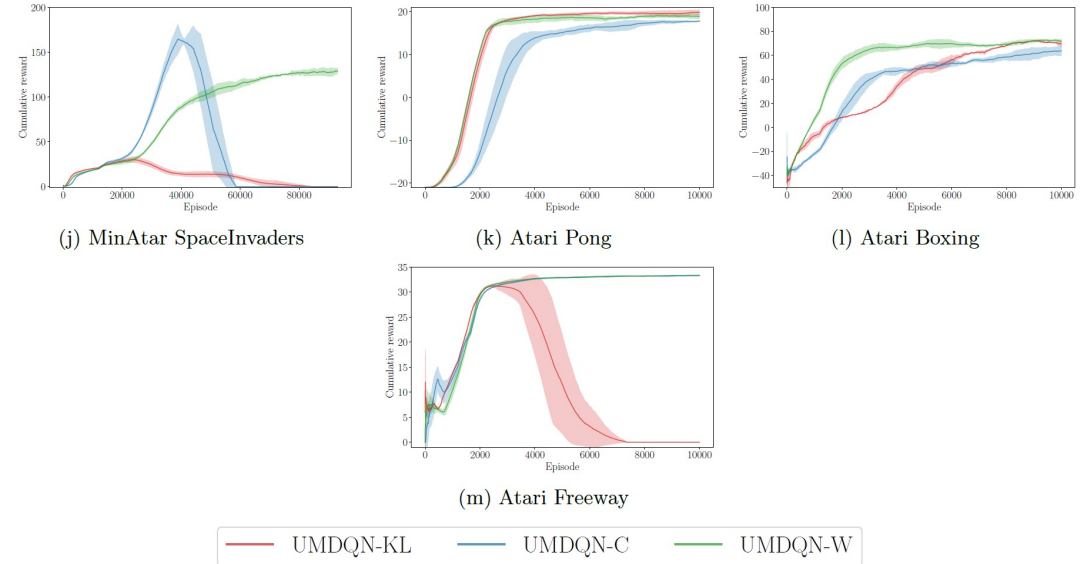 200
150
100
50
0
Cumulative reward
0 20000 40000 60000 80000
Episode
(j) MinAtar SpaceInvaders
20
10
0
−10
−20
Cumulative reward
0 2000 4000 6000 8000 10000
Episode
(k) Atari Pong
100
80
60
40
20
0
−20
−40
Cumulative reward
0 2000 4000 6000 8000 10000
Episode
(l) Atari Boxing
35
30
25
20
15
10
5
0
Cumulative reward
0 2000 4000 6000 8000 10000
Episode
(m) Atari Freeway
UMDQN-KL UMDQN-C UMDQN-W